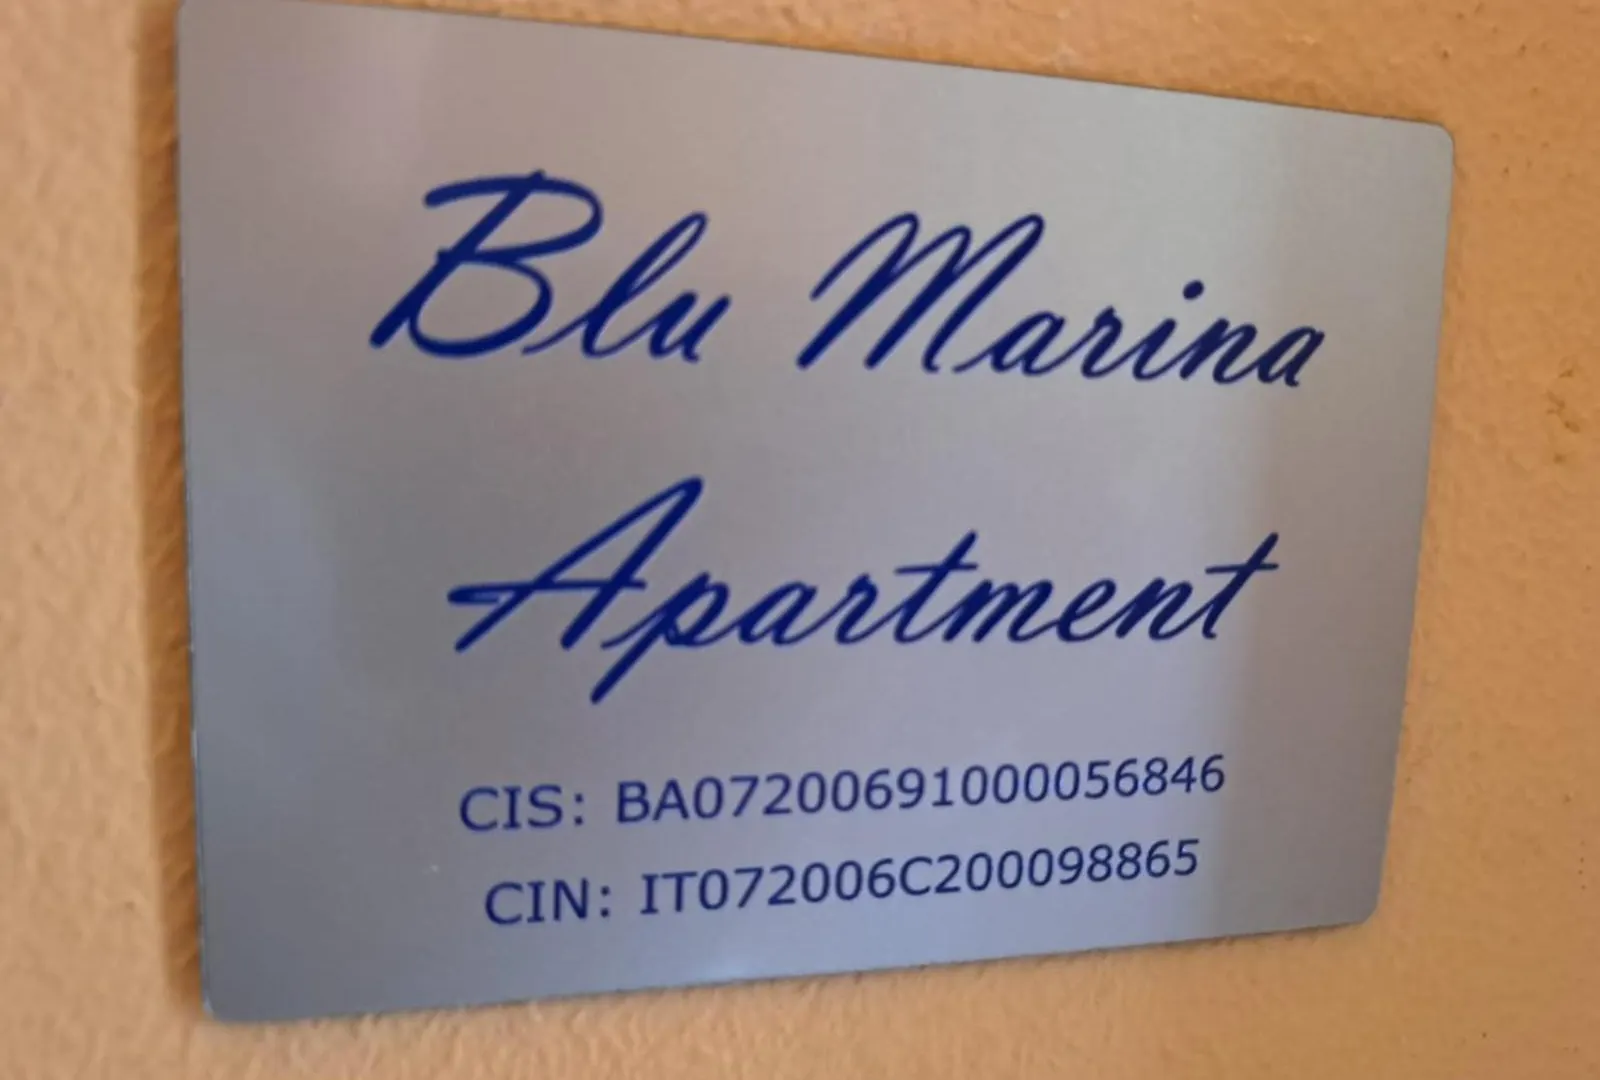 Blu Marina
Apartment
CIS: BA07200691000056846
CIN: IT072006C200098865